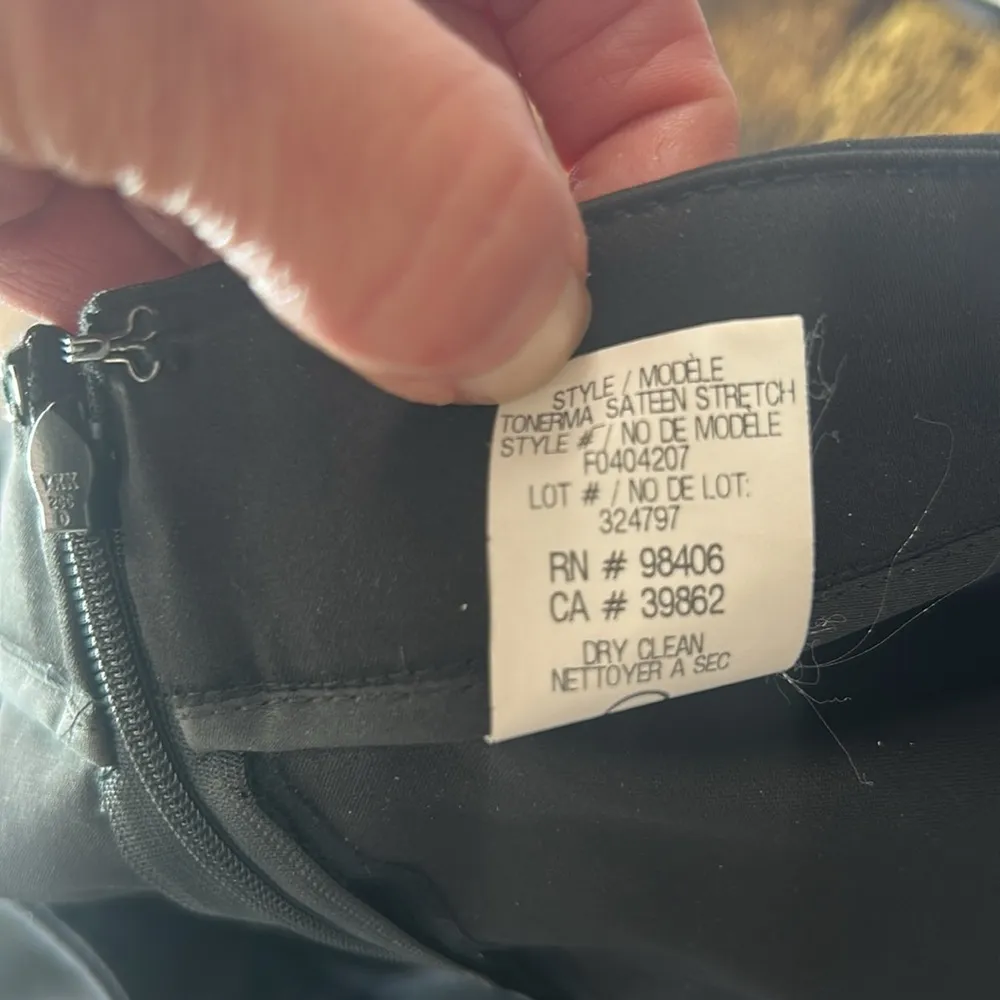 STYLE / MODÈLE
TONERMA SATEEN STRETCH
STYLE # / NO DE MODÈLE
F0404207
LOT # / NO DE LOT:
324797
RN # 98406
CA # 39862
DRY CLEAN
NETTOYER A SEC